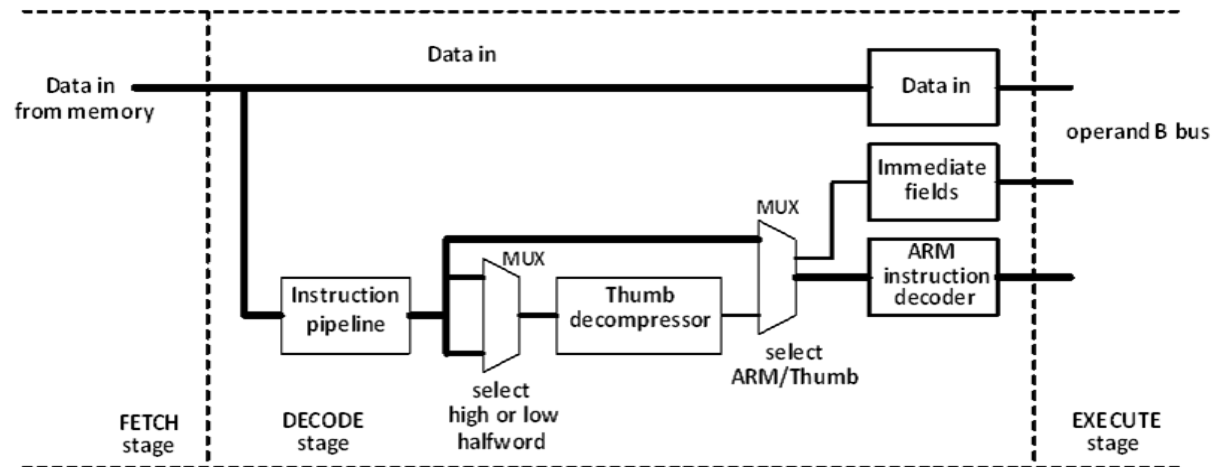 Data in
Data in
from memory
Data in
operand B bus
Immediate
fields
MUX
MUX
ARM
instruction
decoder
Instruction
pipeline
Thumb
decompressor
select
ARM/Thumb
select
high or low
halfword
FETCH
stage
DECODE
stage
EXECUTE
stage